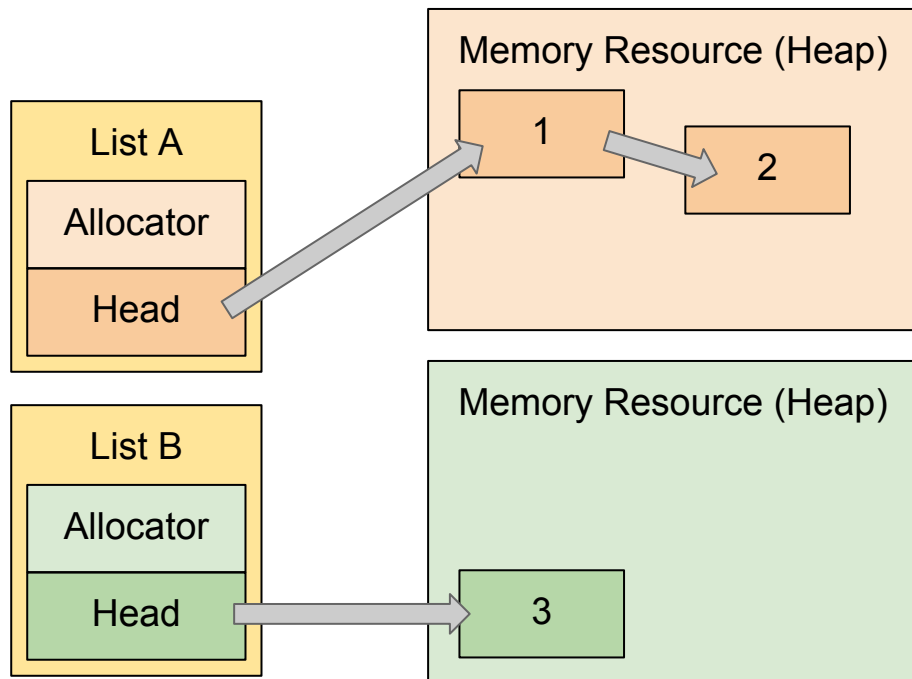 Memory Resource (Heap)
1
2
List A
Allocator
Head
Memory Resource (Heap)
List B
Allocator
Head
3